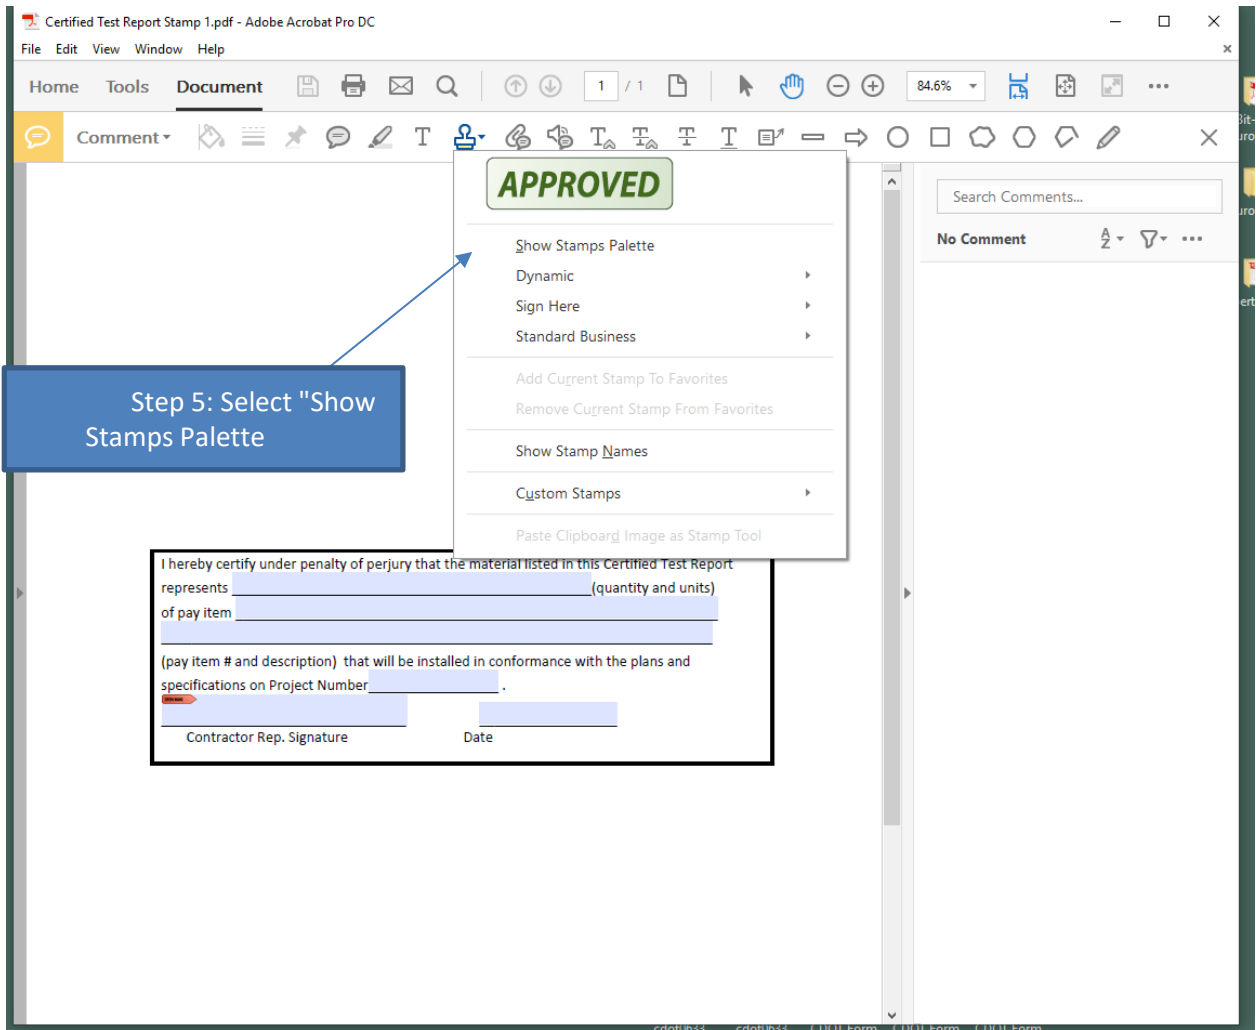 Certified Test Report Stamp 1.pdf - Adobe Acrobat Pro DC
File Edit View Window Help
Home Tools Document 1 / 1 84.6%
Comment T
APPROVED
Show Stamps Palette
Dynamic
Sign Here
Standard Business
Add Current Stamp To Favorites
Remove Current Stamp From Favorites
Show Stamp Names
Custom Stamps
Paste Clipboard Image as Stamp Tool
Search Comments...
No Comment
Step 5: Select "Show
Stamps Palette
I hereby certify under penalty of perjury that the material listed in this Certified Test Report
represents (quantity and units)
of pay item
(pay item # and description) that will be installed in conformance with the plans and
specifications on Project Number .
Contractor Rep. Signature Date